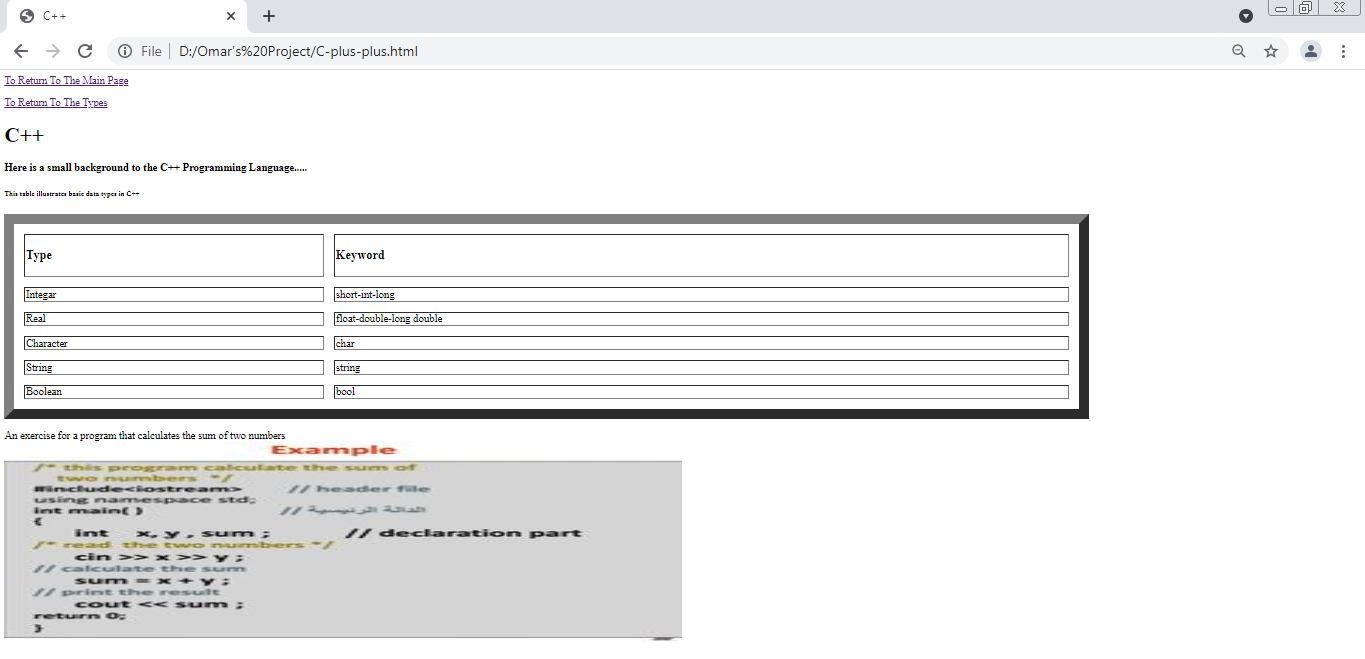 C++
File D:/Omar's%20Project/C-plus-plus.html
To Return To The Main Page
To Return To The Types
C++
Here is a small background to the C++ Programming Language.....
This table illustrates basic data types in C++
Type Keyword
Integar short-int-long
Real float-double-long double
Character char
String string
Boolean bool
An exercise for a program that calculates the sum of two numbers
Example
/* this program calculate the sum of
two numbers */
#include<iostream> // header file
using namespace std;
int main( ) // الدالة الرئيسية
{
int x, y , sum ; // declaration part
/* read the two numbers */
cin >> x >> y ;
// calculate the sum
sum = x + y ;
// print the result
cout << sum ;
return 0;
}